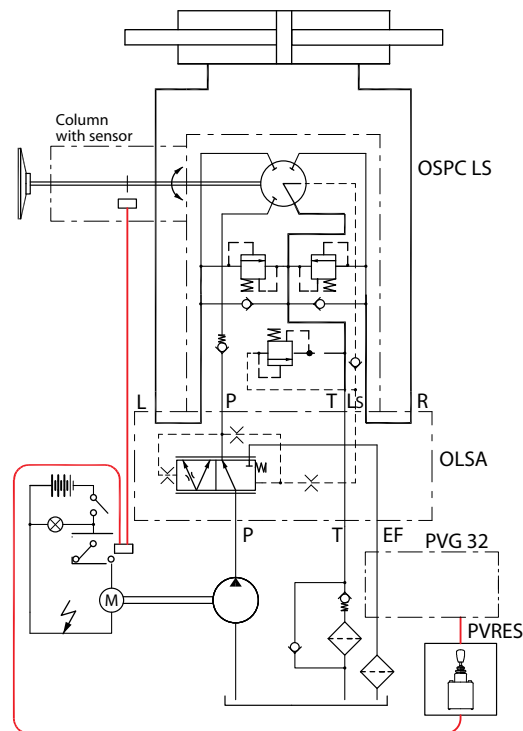 Column
with sensor
OSPC LS
L
P
T
Ls
R
OLSA
P
T
EF
PVG 32
M
PVRES